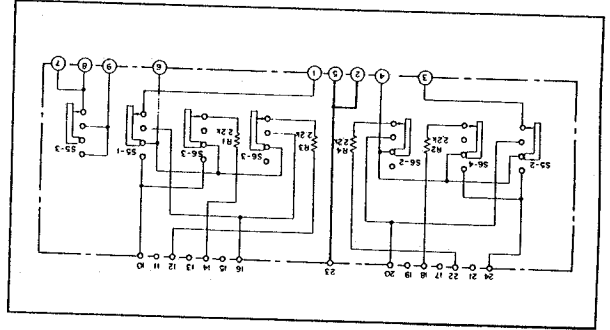 7 8 9 6 1 5 2 4 3
2.2k 2.2k 2.2k 2.2k
R1 R3 R4 R2
S5-3 S5-1 S6-3 S6-3 S6-2 S6-4 S5-2
10 11 12 13 14 15 16 23 20 19 18 17 22 21 24